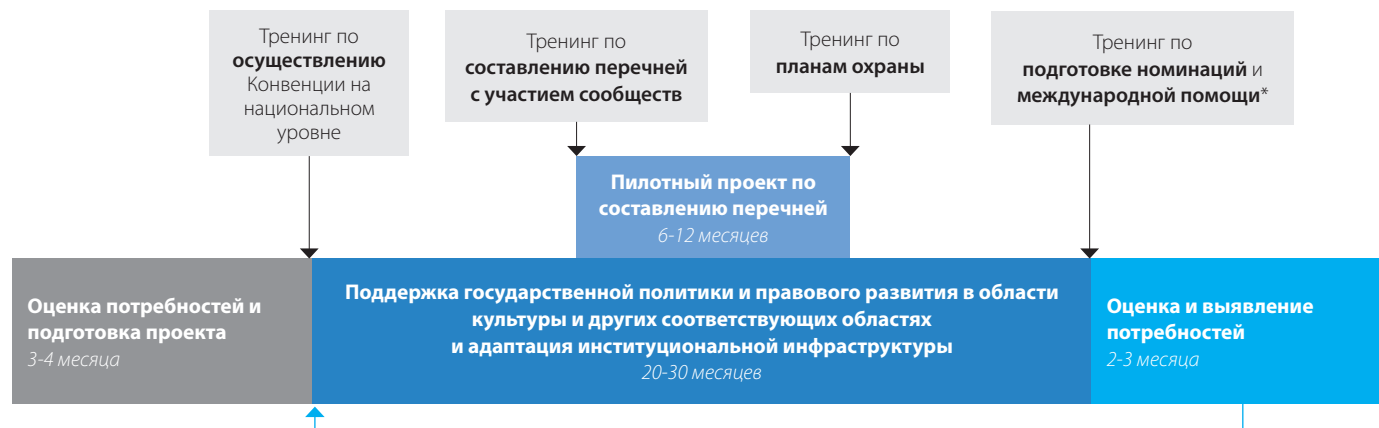 Тренинг по
осуществлению
Конвенции на
национальном
уровне
Тренинг по
составлению перечней
с участием сообществ
Тренинг по
планам охраны
Тренинг по
подготовке номинаций и
международной помощи*
Пилотный проект по
составлению перечней
6-12 месяцев
Оценка потребностей и
подготовка проекта
3-4 месяца
Поддержка государственной политики и правового развития в области
культуры и других соответствующих областях
и адаптация институциональной инфраструктуры
20-30 месяцев
Оценка и выявление
потребностей
2-3 месяца